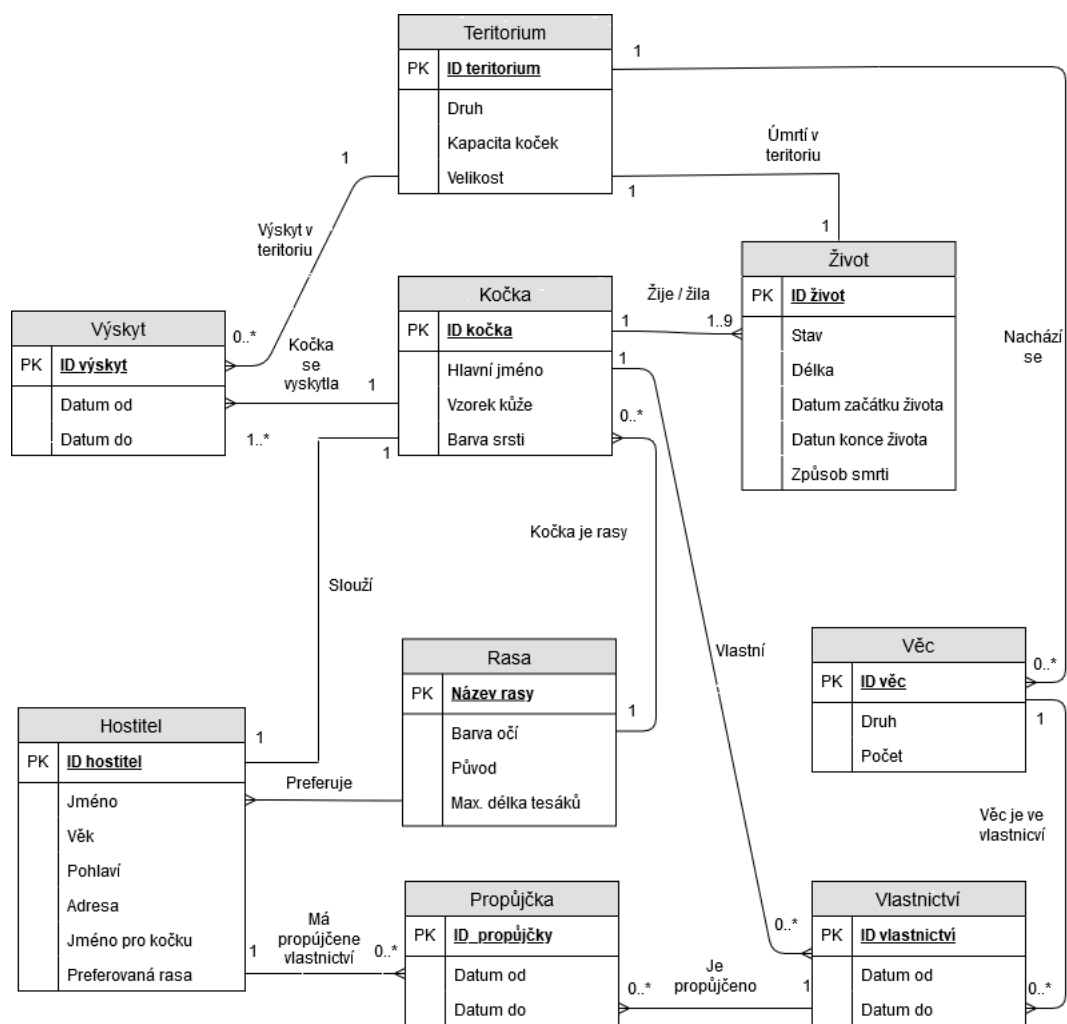 Teritorium
PK ID teritorium
Druh
Kapacita koček
Velikost
1
1
Úmrtí v
teritoriu
1
1
Výskyt v
teritoriu
0..*
Výskyt
PK ID výskyt
Datum od
Datum do
Kočka
se
vyskytla
1
1..*
Kočka
PK ID kočka
Hlavní jméno
Vzorek kůže
Barva srsti
Žije / žila
1
1..9
1
0..*
1
Život
PK ID život
Stav
Délka
Datum začátku života
Datun konce života
Způsob smrti
Nachází
se
Kočka je rasy
Slouží
Vlastní
Rasa
PK Název rasy
Barva očí
Původ
Max. délka tesáků
1
Věc
PK ID věc
Druh
Počet
0..*
1
Hostitel
PK ID hostitel
Jméno
Věk
Pohlaví
Adresa
Jméno pro kočku
Preferovaná rasa
1
Preferuje
Věc je ve
vlastnicví
Má
propújčene
vlastnictví
1
0..*
Propůjčka
PK ID_propůjčky
Datum od
Datum do
Je
propůjčeno
0..*
1
0..*
Vlastnictví
PK ID vlastnictví
Datum od
Datum do
0..*